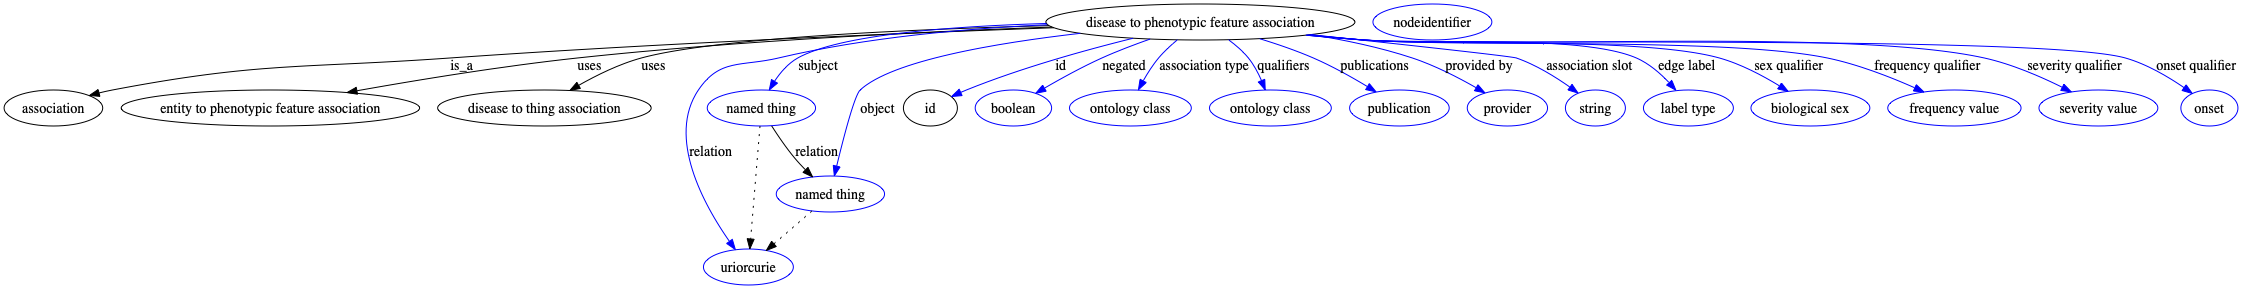 disease to phenotypic feature association
nodeidentifier
is_a
uses
uses
subject
id
negated
association type
qualifiers
publications
provided by
association slot
edge label
sex qualifier
frequency qualifier
severity qualifier
onset qualifier
association
entity to phenotypic feature association
disease to thing association
named thing
object
id
boolean
ontology class
ontology class
publication
provider
string
label type
biological sex
frequency value
severity value
onset
relation
relation
named thing
uriorcurie